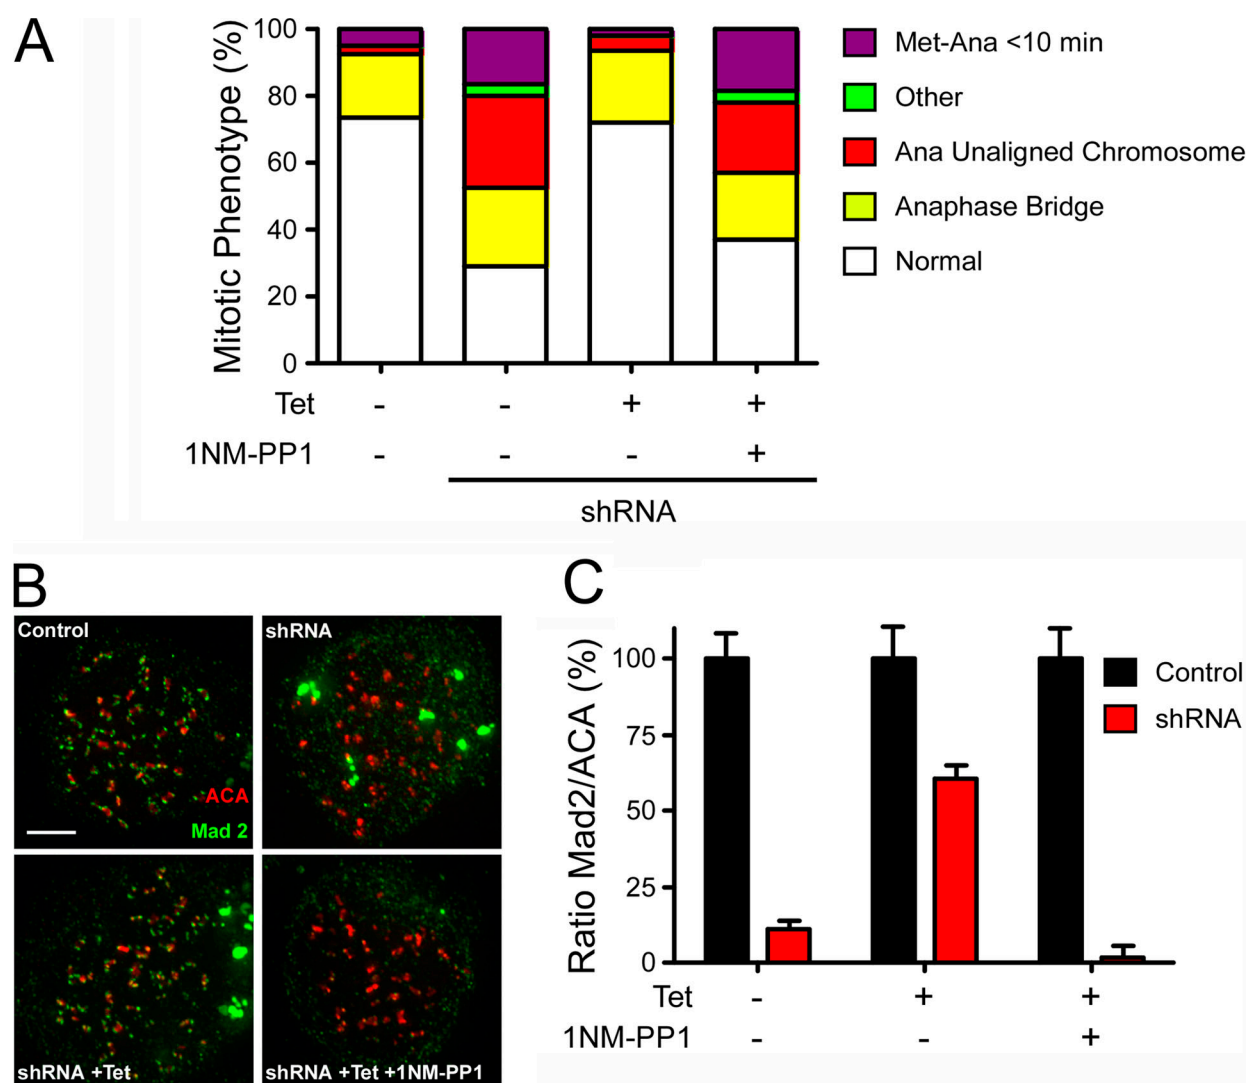 A
Mitotic Phenotype (%)
100
80
60
40
20
0
Met-Ana <10 min
Other
Ana Unaligned Chromosome
Anaphase Bridge
Normal
Tet - - + +
1NM-PP1 - - - +
shRNA
B
Control
ACA
Mad 2
shRNA
shRNA +Tet
shRNA +Tet +1NM-PP1
C
Ratio Mad2/ACA (%)
100
75
50
25
0
Control
shRNA
Tet - + +
1NM-PP1 - - +